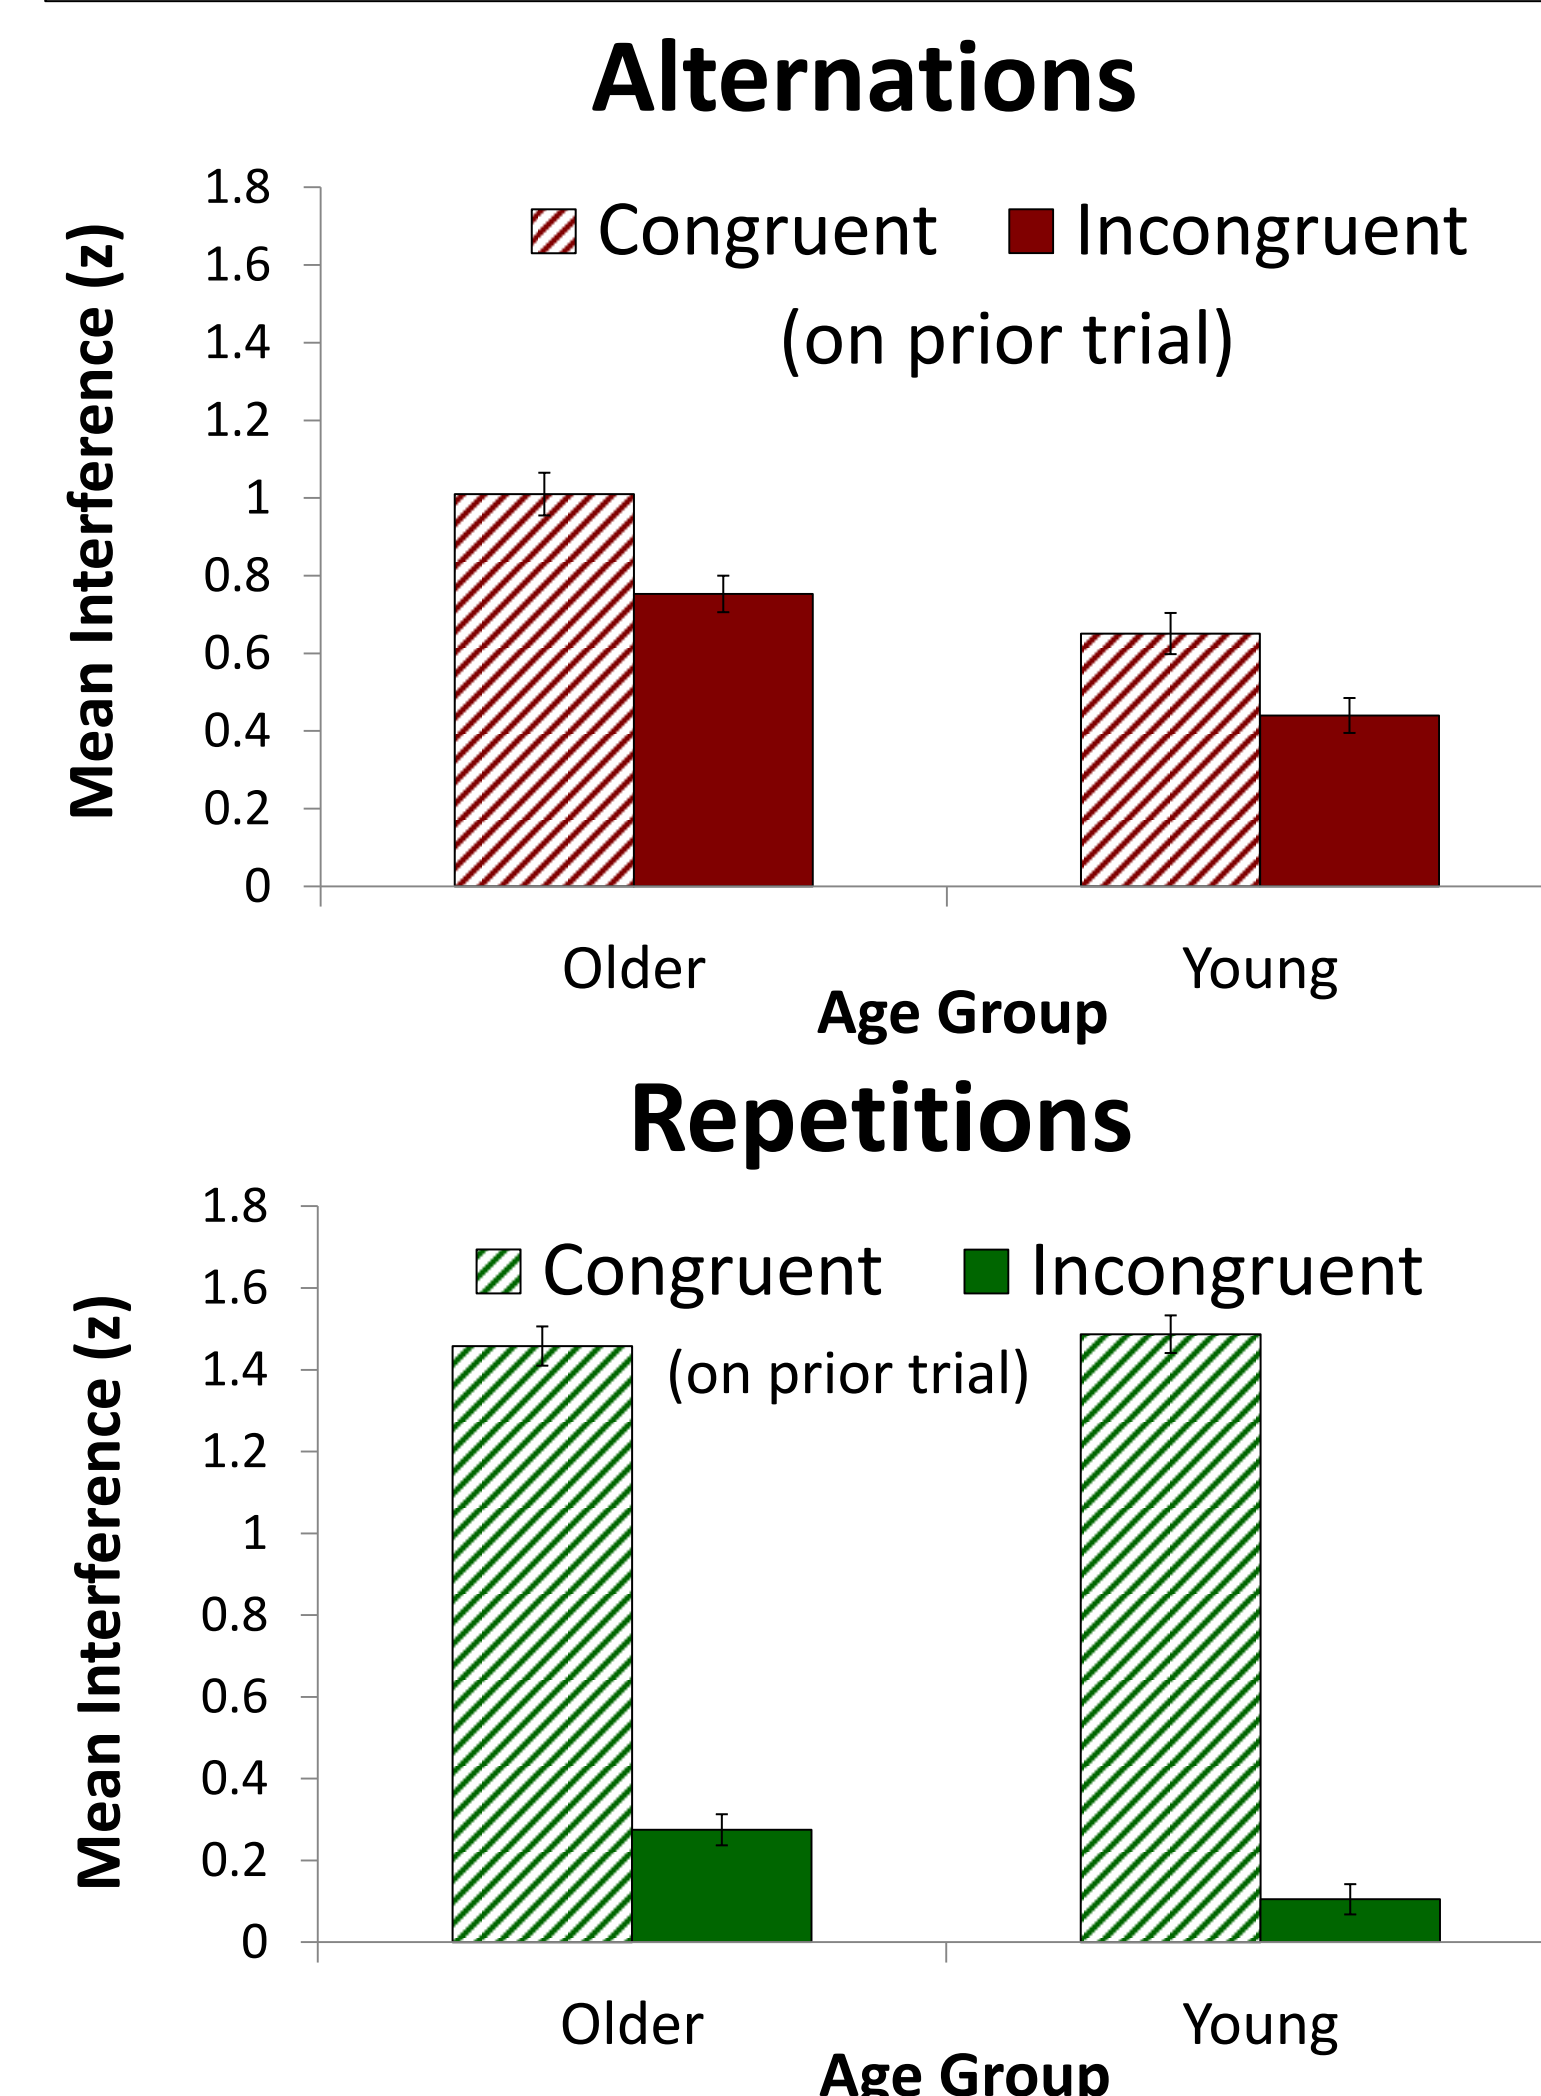 Alternations
1.8
1.6
1.4
1.2
1
0.8
0.6
0.4
0.2
0
Mean Interference (z)
Congruent Incongruent
(on prior trial)
Older Young
Age Group
Repetitions
1.8
1.6
1.4
1.2
1
0.8
0.6
0.4
0.2
0
Mean Interference (z)
Congruent Incongruent
(on prior trial)
Older Young
Age Group